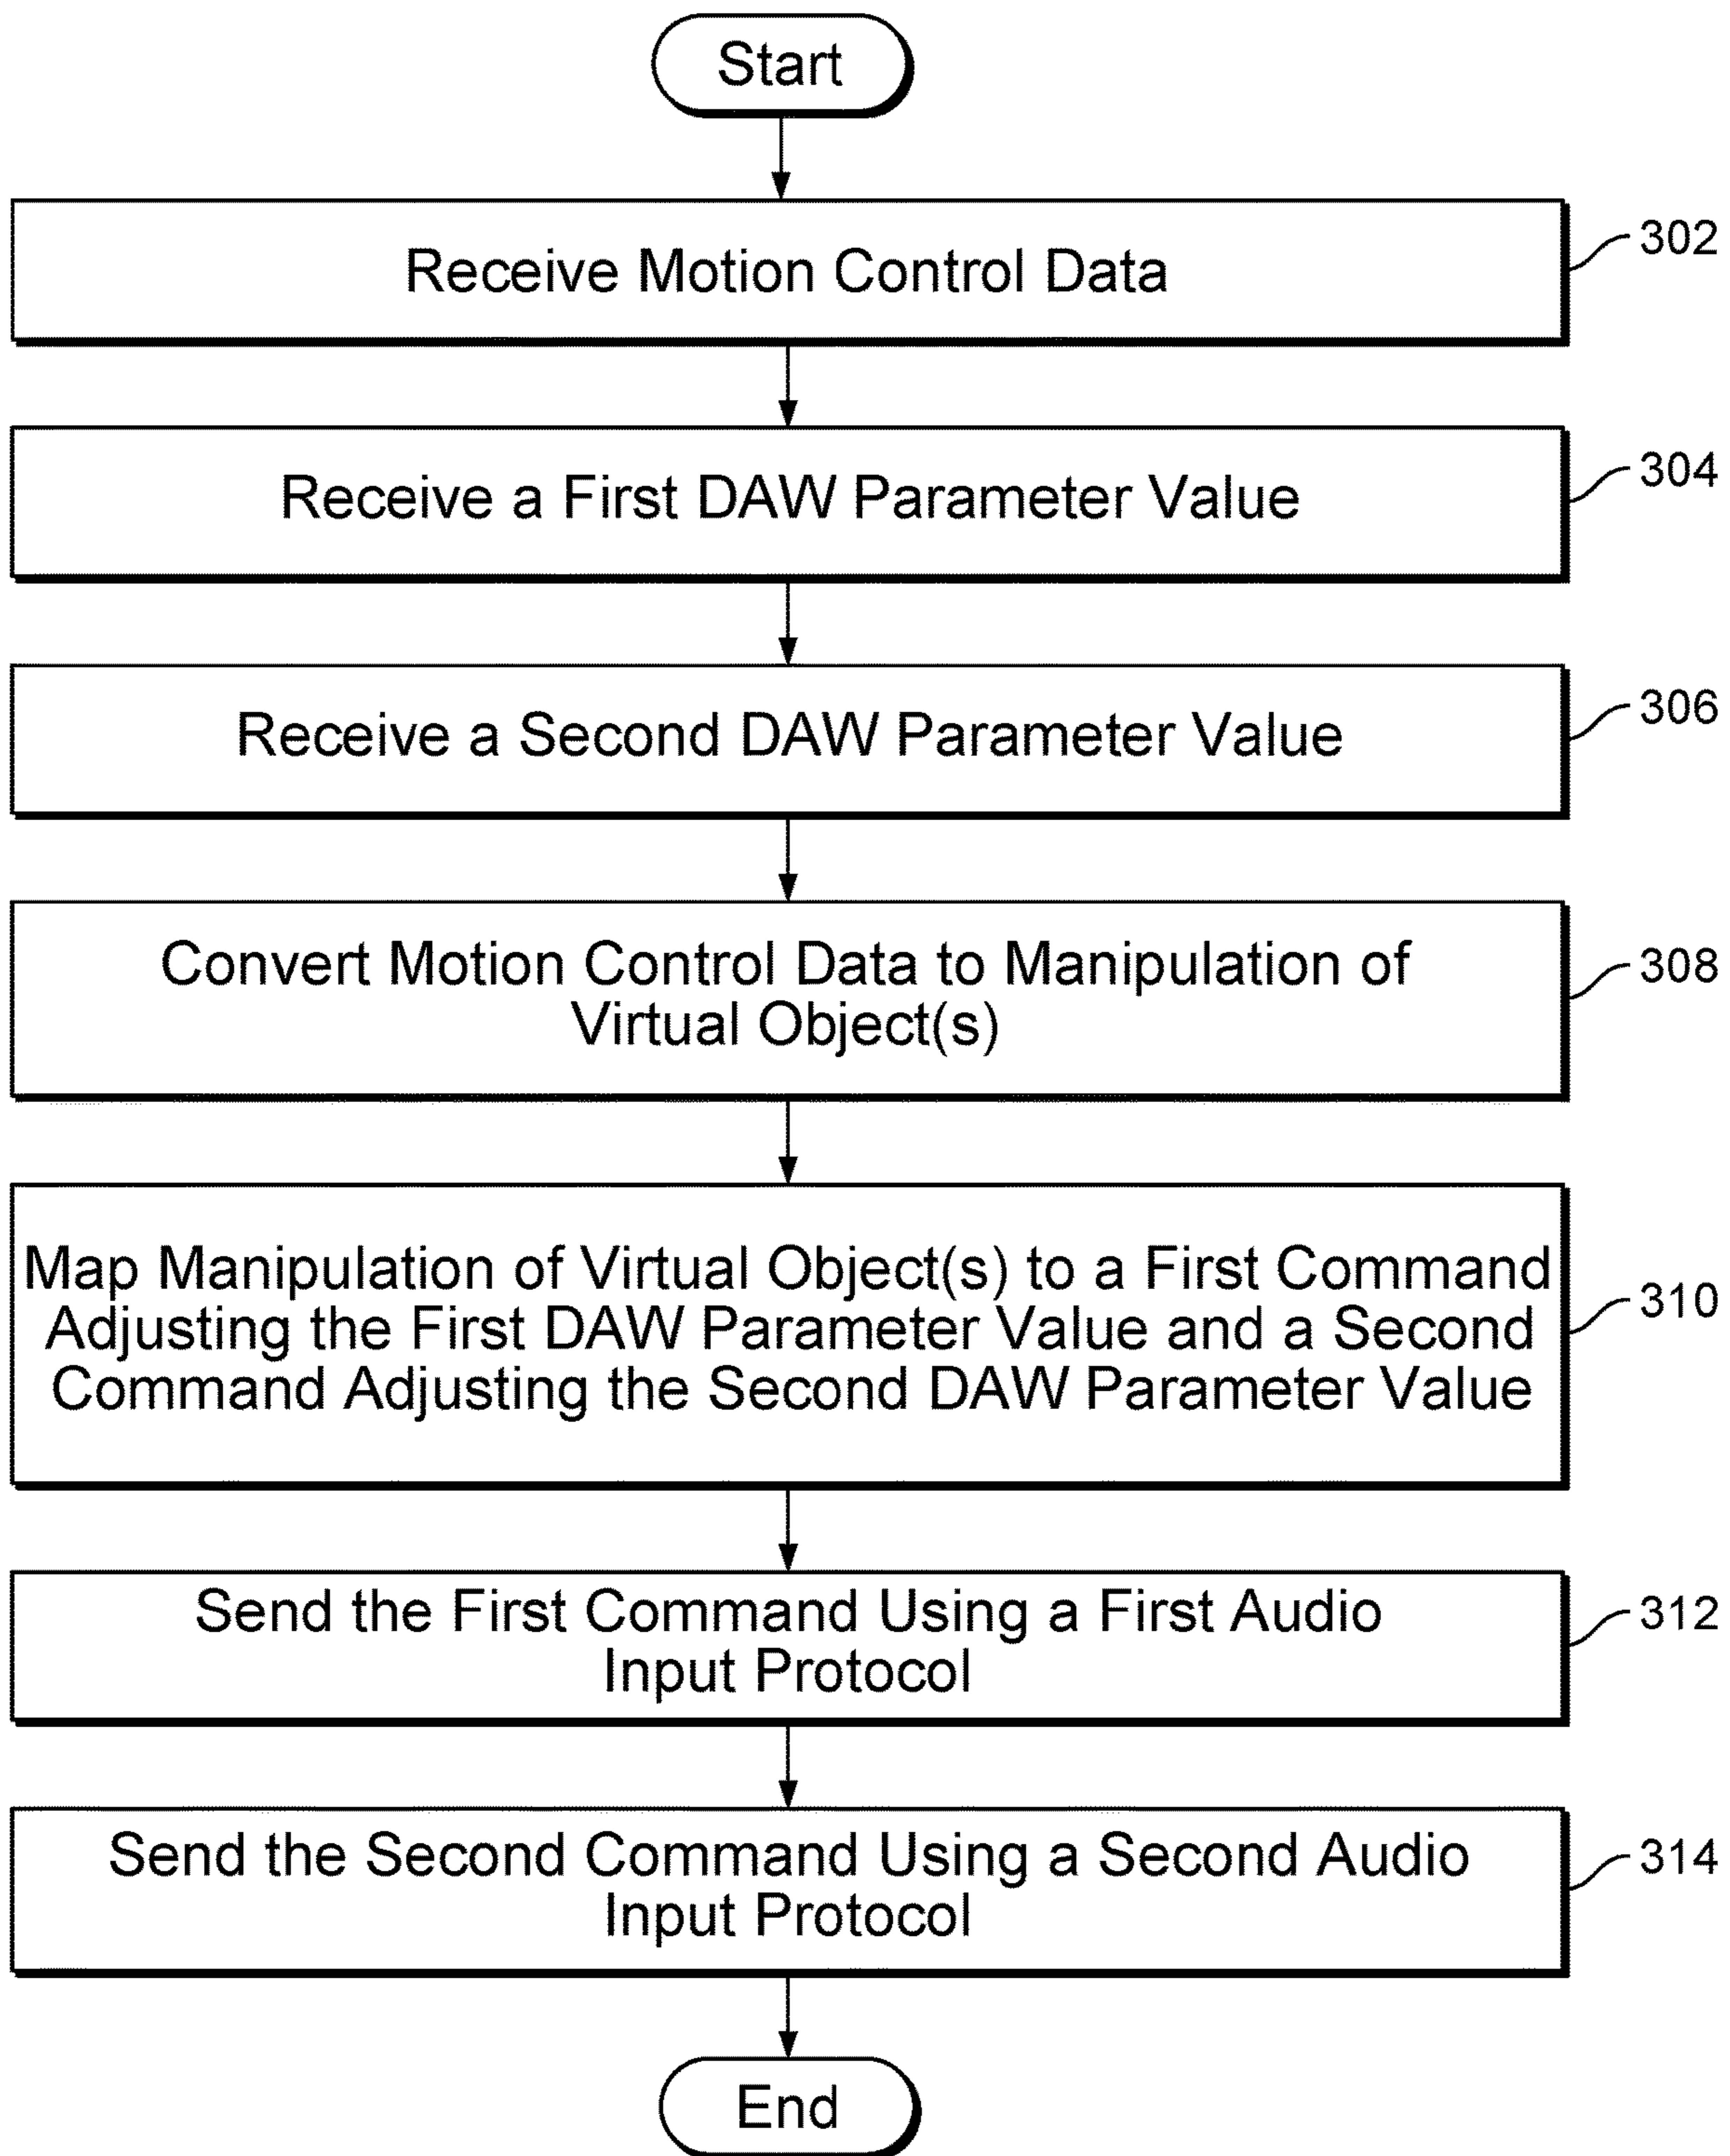 Start
Receive Motion Control Data
302
Receive a First DAW Parameter Value
304
Receive a Second DAW Parameter Value
306
Convert Motion Control Data to Manipulation of
Virtual Object(s)
308
Map Manipulation of Virtual Object(s) to a First Command
Adjusting the First DAW Parameter Value and a Second
Command Adjusting the Second DAW Parameter Value
310
Send the First Command Using a First Audio
Input Protocol
312
Send the Second Command Using a Second Audio
Input Protocol
314
End